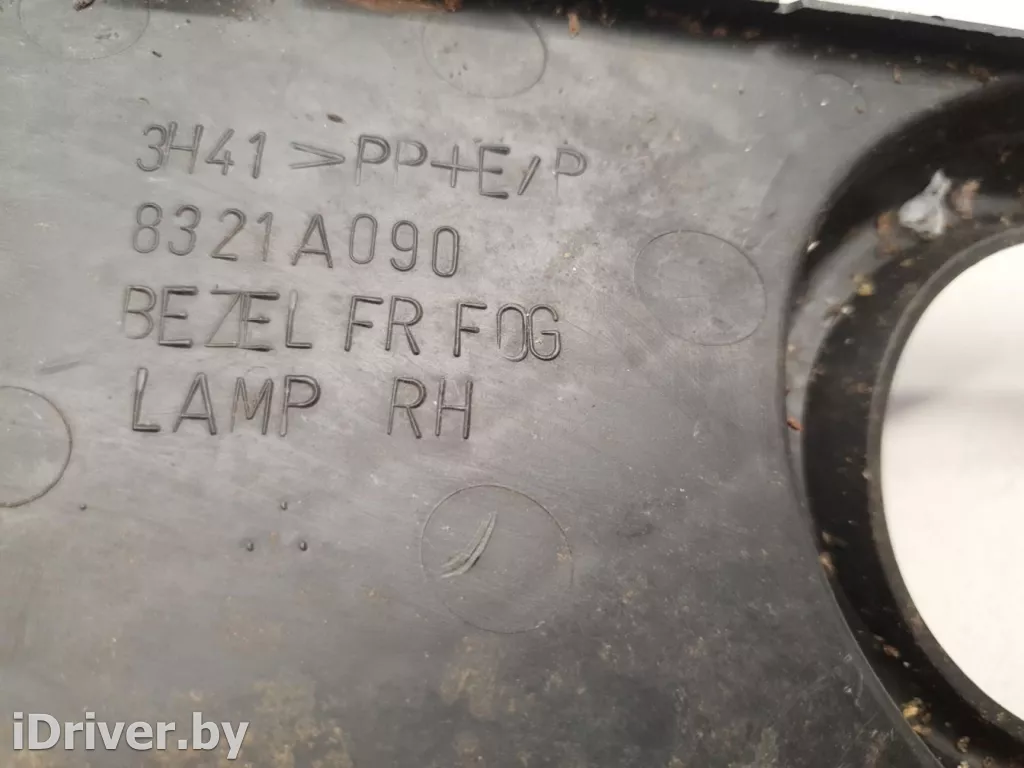 3H41 >PP+E/P
8321A090
BEZEL FR FOG
LAMP RH
iDriver.by